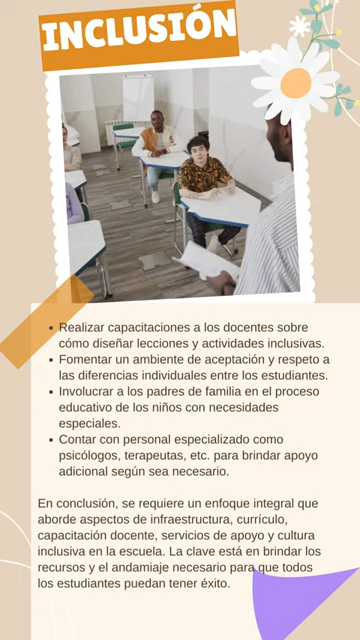 INCLUSIÓN
• Realizar capacitaciones a los docentes sobre
cómo diseñar lecciones y actividades inclusivas.
• Fomentar un ambiente de aceptación y respeto a
las diferencias individuales entre los estudiantes.
• Involucrar a los padres de familia en el proceso
educativo de los niños con necesidades
especiales.
• Contar con personal especializado como
psicólogos, terapeutas, etc. para brindar apoyo
adicional según sea necesario.
En conclusión, se requiere un enfoque integral que
aborde aspectos de infraestructura, currículo,
capacitación docente, servicios de apoyo y cultura
inclusiva en la escuela. La clave está en brindar los
recursos y el andamiaje necesario para que todos
los estudiantes puedan tener éxito.